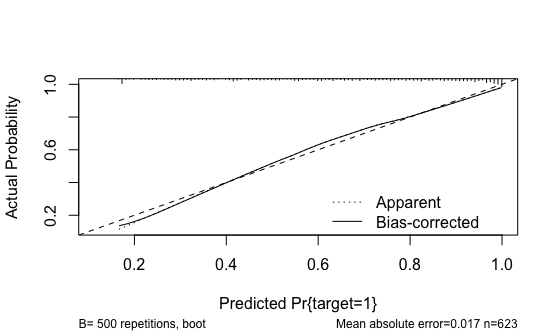 1.0
0.6
0.2
Actual Probability
Apparent
Bias-corrected
0.2 0.4 0.6 0.8 1.0
Predicted Pr{target=1}
B= 500 repetitions, boot
Mean absolute error=0.017 n=623